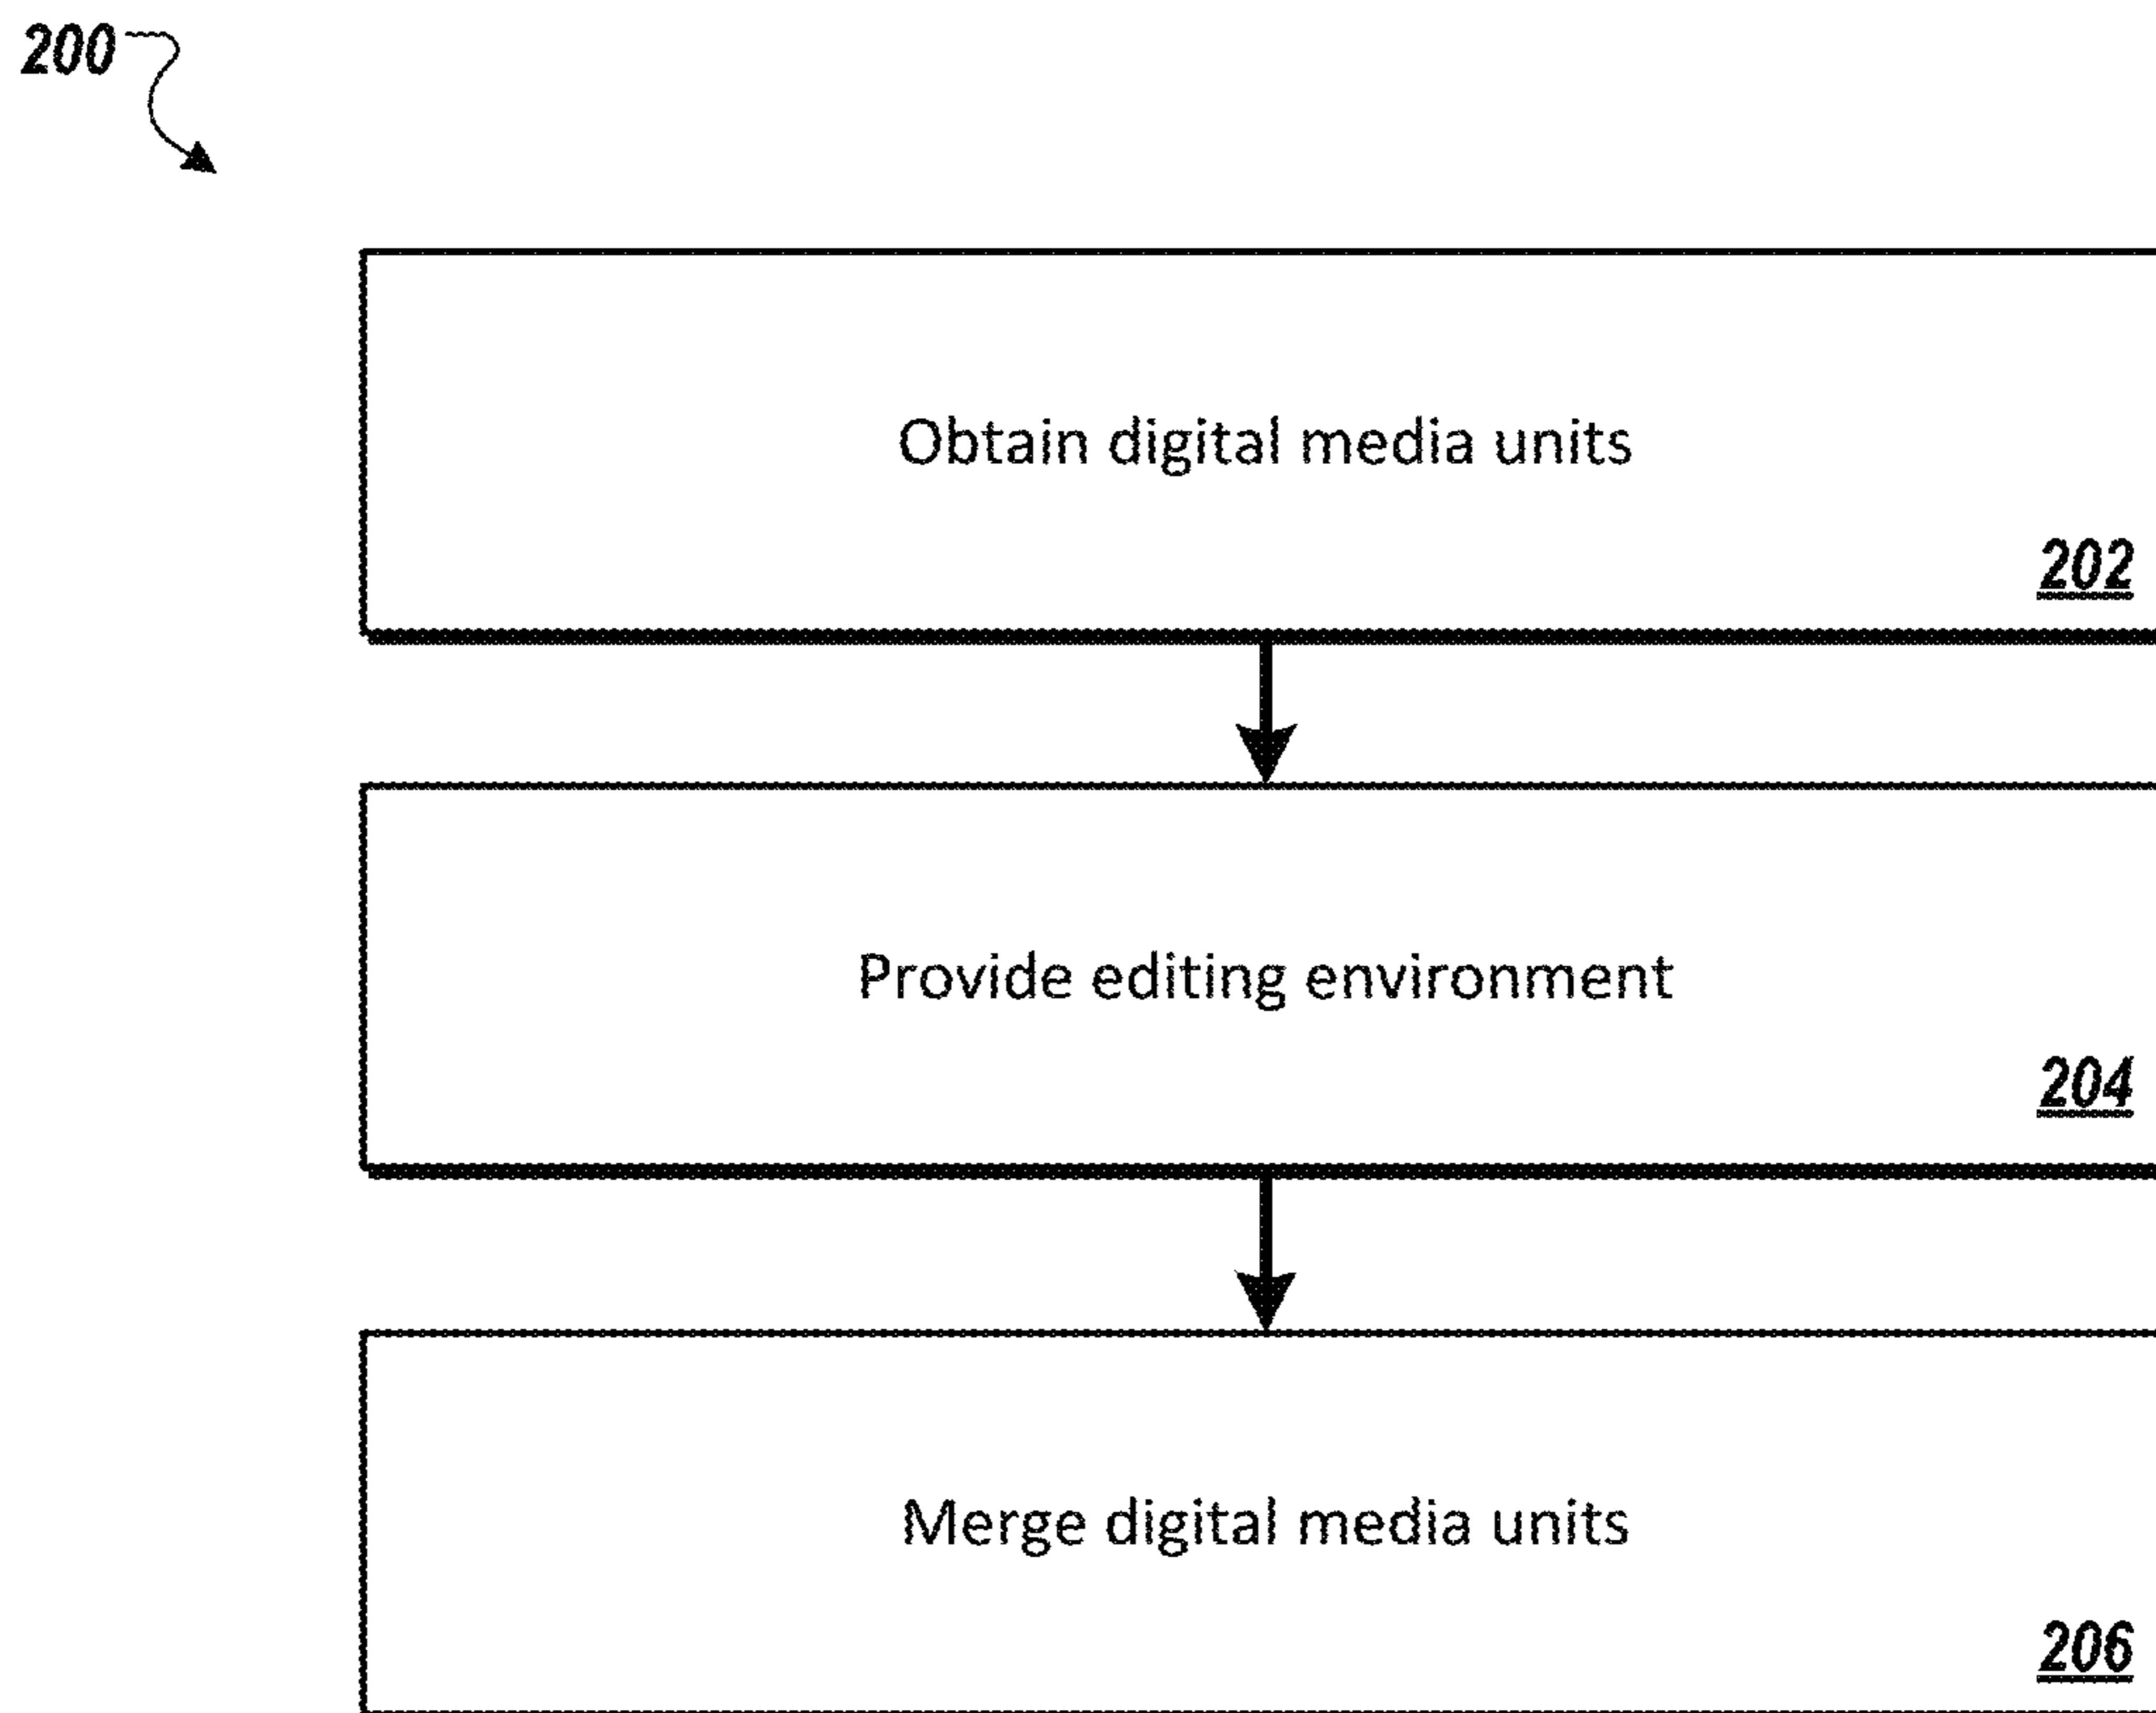 200
Obtain digital media units
202
Provide editing environment
204
Merge digital media units
206